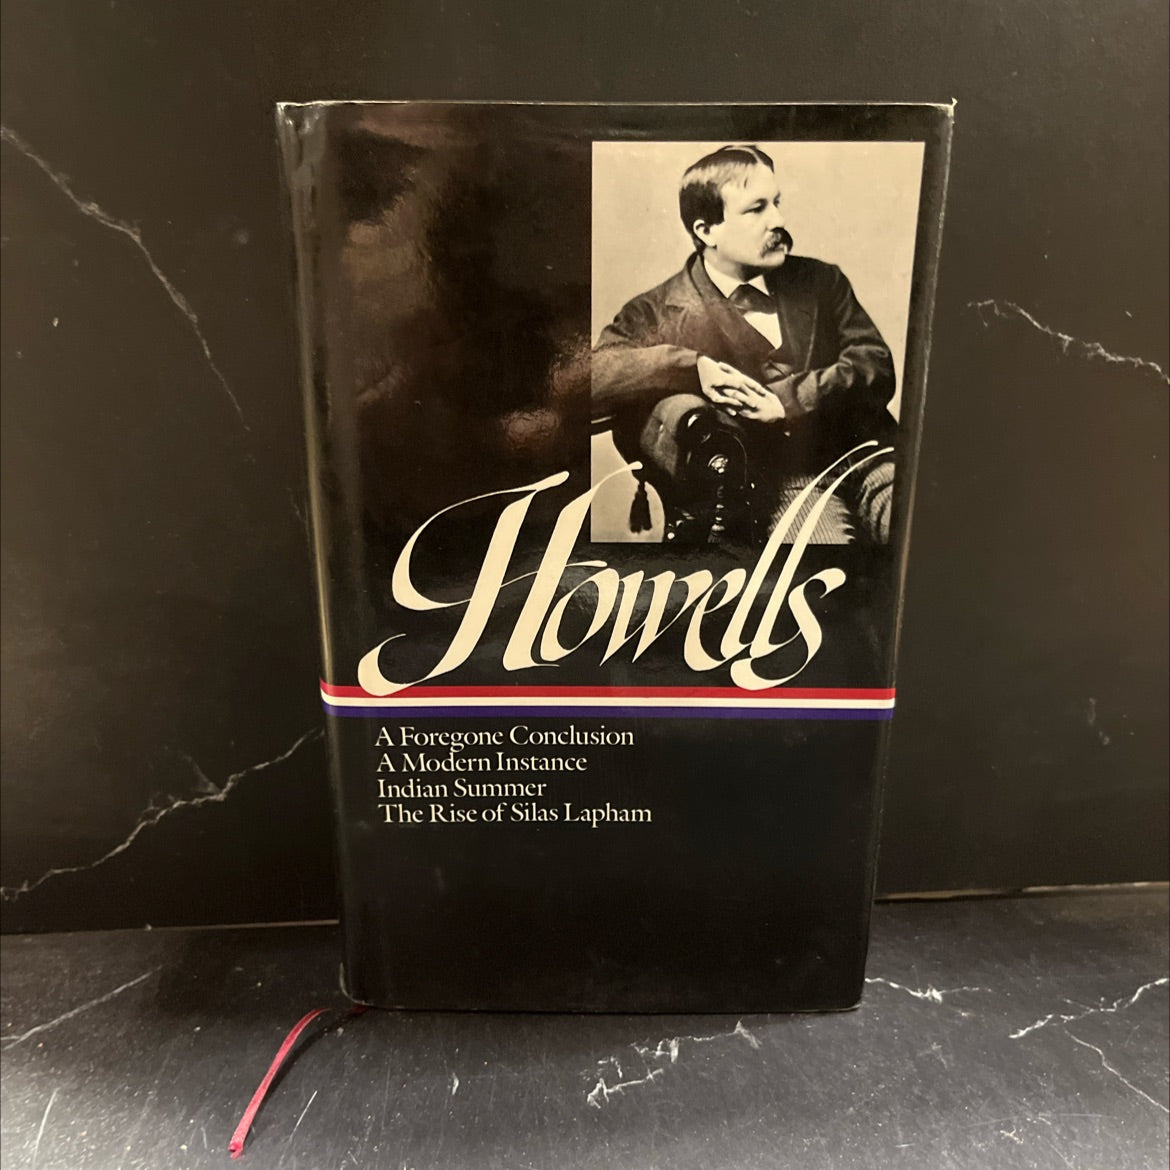 Howells
A Foregone Conclusion
A Modern Instance
Indian Summer
The Rise of Silas Lapham